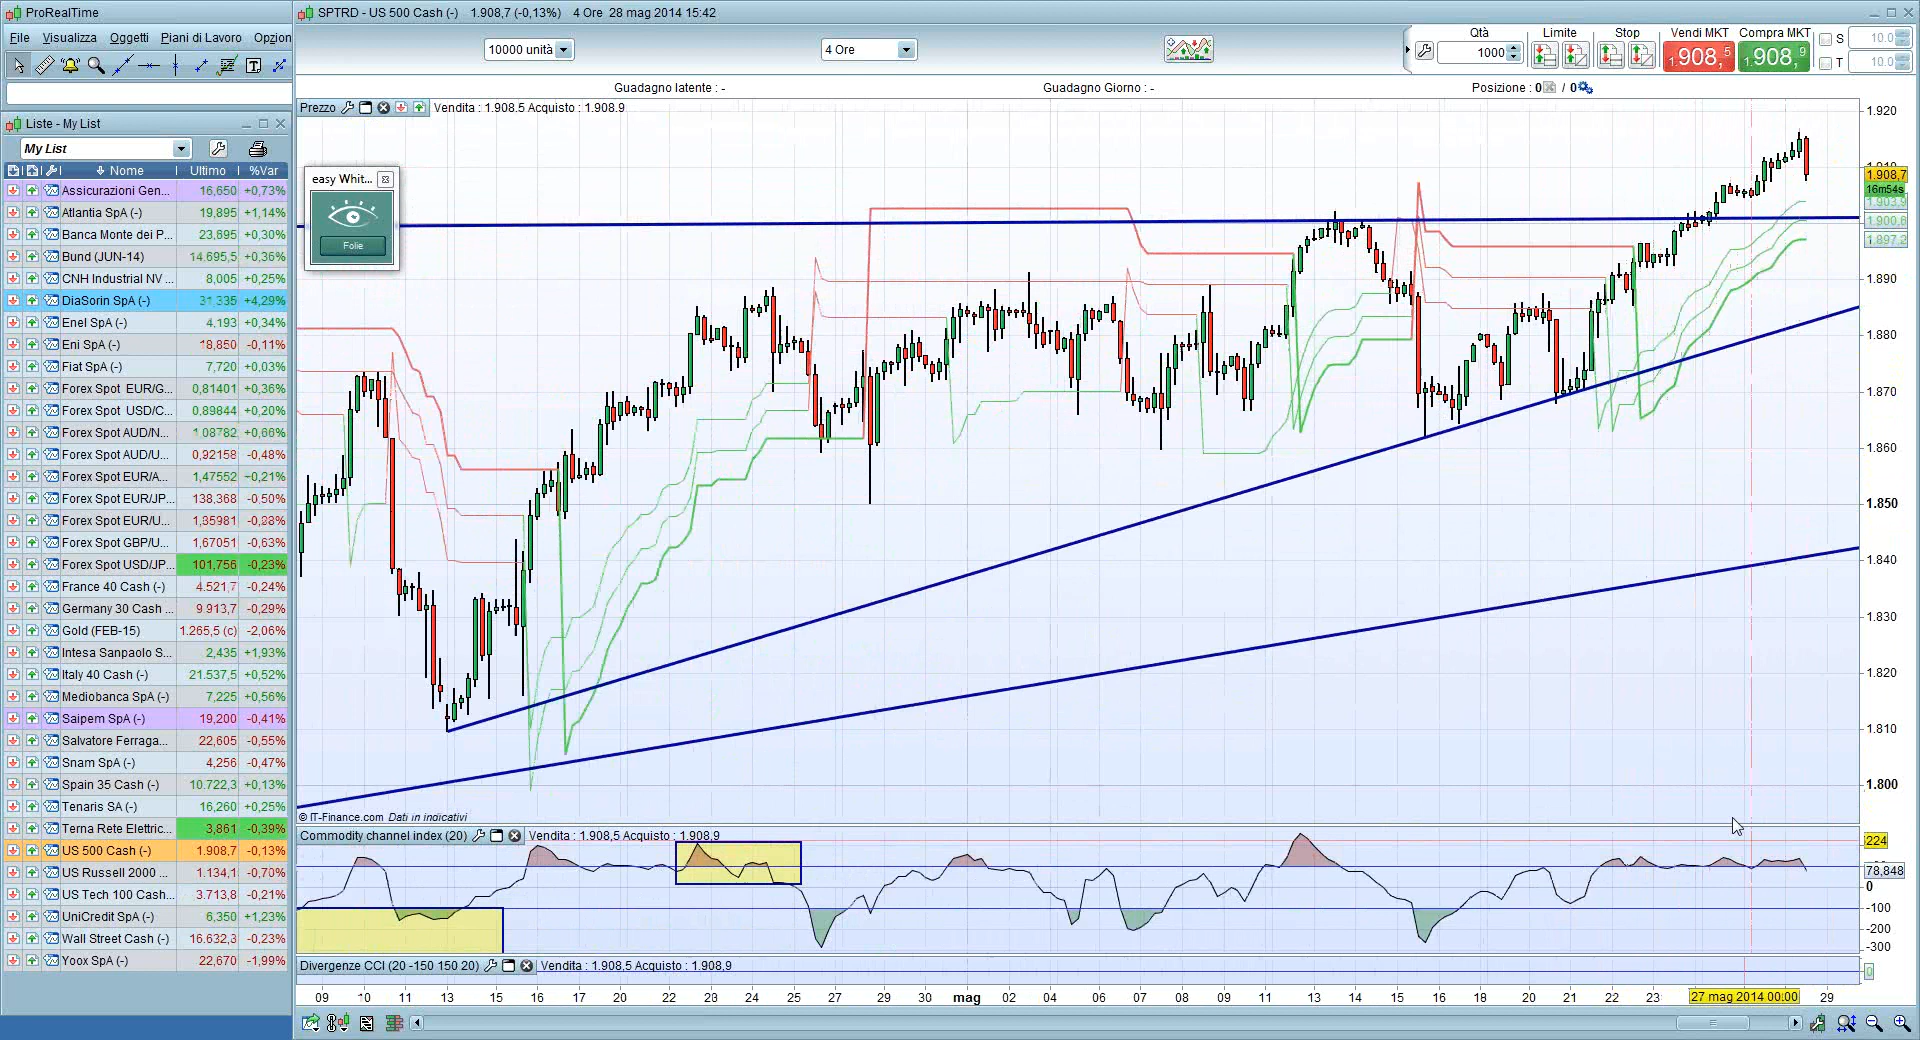 ProRealTime
File Visualizza Oggetti Piani di Lavoro Opzion
Liste - My List
My List
Nome Ultimo %Var
Assicurazioni Gen... 16,650 +0,73%
Atlantia SpA (-) 19,895 +1,14%
Banca Monte dei P... 23,895 +0,30%
Bund (JUN-14) 14.695,5 +0,36%
CNH Industrial NV ... 8,005 +0,25%
DiaSorin SpA (-) 31,335 +4,29%
Enel SpA (-) 4,193 +0,34%
Eni SpA (-) 18,850 -0,11%
Fiat SpA (-) 7,720 +0,03%
Forex Spot EUR/G... 0,81401 +0,36%
Forex Spot USD/C... 0,89844 +0,20%
Forex Spot AUD/N... 1,08782 +0,66%
Forex Spot AUD/U... 0,92158 -0,48%
Forex Spot EUR/A... 1,47552 +0,21%
Forex Spot EUR/JP... 138,368 -0,50%
Forex Spot EUR/U... 1,35981 -0,28%
Forex Spot GBP/U... 1,67051 -0,63%
Forex Spot USD/JP... 101,756 -0,23%
France 40 Cash (-) 4.521,7 -0,24%
Germany 30 Cash ... 9.913,7 -0,29%
Gold (FEB-15) 1.265,5 (c) -2,06%
Intesa Sanpaolo S... 2,435 +1,93%
Italy 40 Cash (-) 21.537,5 +0,52%
Mediobanca SpA (-) 7,225 +0,56%
Saipem SpA (-) 19,200 -0,41%
Salvatore Ferraga... 22,605 -0,55%
Snam SpA (-) 4,256 -0,47%
Spain 35 Cash (-) 10.722,3 +0,13%
Tenaris SA (-) 16,260 +0,25%
Terna Rete Elettric... 3,861 -0,39%
US 500 Cash (-) 1.908,7 -0,13%
US Russell 2000 ... 1.134,1 -0,70%
US Tech 100 Cash... 3.713,8 -0,21%
UniCredit SpA (-) 6,350 +1,23%
Wall Street Cash (-) 16.632,3 -0,23%
Yoox SpA (-) 22,670 -1,99%
SPTRD - US 500 Cash (-) 1.908,7 (-0,13%) 4 Ore 28 mag 2014 15:42
10000 unità 4 Ore
Qtà Limite Stop Vendi MKT Compra MKT
1000 1.908,5 1.908,9
S 10.0
T 10.0
Guadagno latente : - Guadagno Giorno : - Posizione : 0 / 0
Prezzo Vendita : 1.908.5 Acquisto : 1.908.9
easy Whit...
Folie
1.920
1.908,7
16m54s
1.903,9
1.900,6
1.897,2
1.890
1.880
1.870
1.860
1.850
1.840
1.830
1.820
1.810
1.800
© IT-Finance.com Dati in indicativi
Commodity channel index (20) Vendita : 1.908,5 Acquisto : 1.908,9
224
78,848
0
-100
-200
-300
Divergenze CCI (20 -150 150 20) Vendita : 1.908,5 Acquisto : 1.908,9
0
09 10 11 13 15 16 17 20 22 23 24 25 27 29 30 mag 02 04 06 07 08 09 11 13 14 15 16 18 20 21 22 23 27 mag 2014 00:00 29